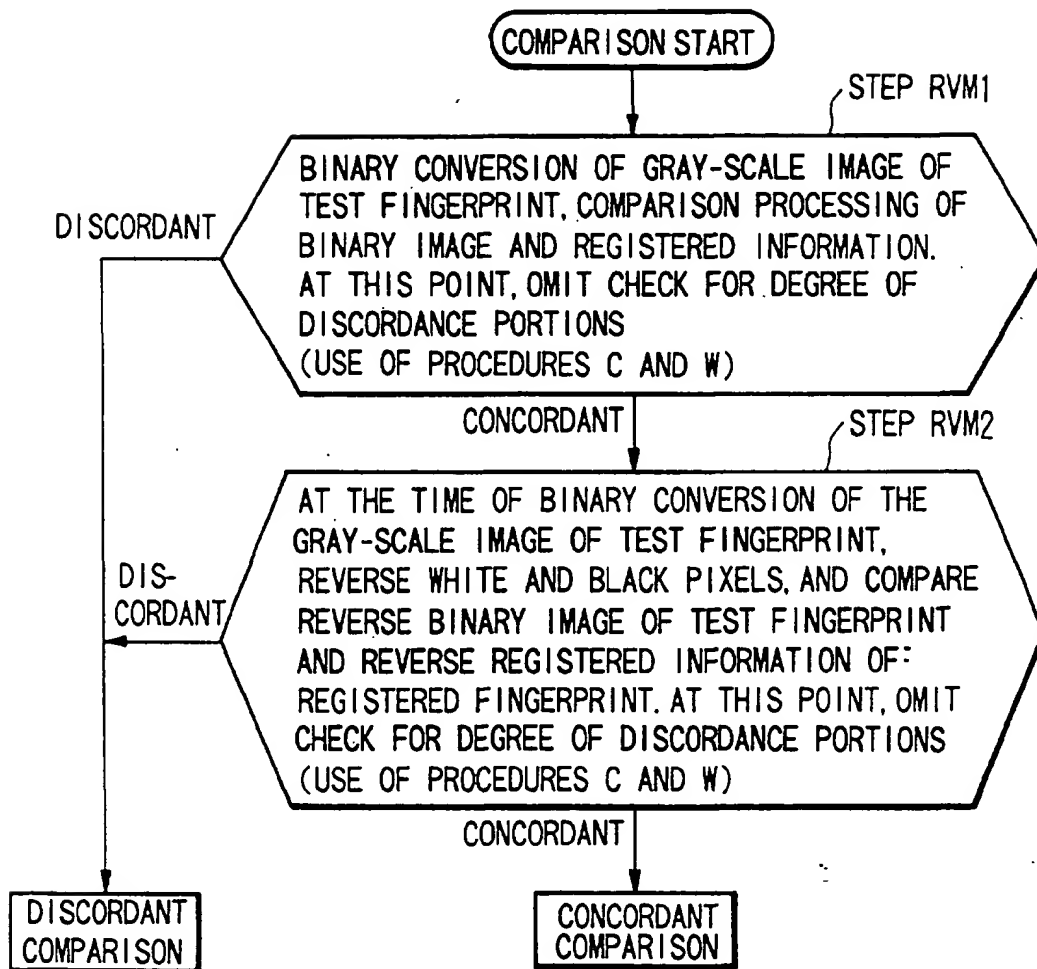 COMPARISON START
STEP RVM1
BINARY CONVERSION OF GRAY-SCALE IMAGE OF
TEST FINGERPRINT, COMPARISON PROCESSING OF
BINARY IMAGE AND REGISTERED INFORMATION.
AT THIS POINT, OMIT CHECK FOR DEGREE OF
DISCORDANCE PORTIONS
(USE OF PROCEDURES C AND W)
DISCORDANT
CONCORDANT
STEP RVM2
AT THE TIME OF BINARY CONVERSION OF THE
GRAY-SCALE IMAGE OF TEST FINGERPRINT,
REVERSE WHITE AND BLACK PIXELS, AND COMPARE
REVERSE BINARY IMAGE OF TEST FINGERPRINT
AND REVERSE REGISTERED INFORMATION OF
REGISTERED FINGERPRINT. AT THIS POINT, OMIT
CHECK FOR DEGREE OF DISCORDANCE PORTIONS
(USE OF PROCEDURES C AND W)
DIS-
CORDANT
CONCORDANT
DISCORDANT
COMPARISON
CONCORDANT
COMPARISON